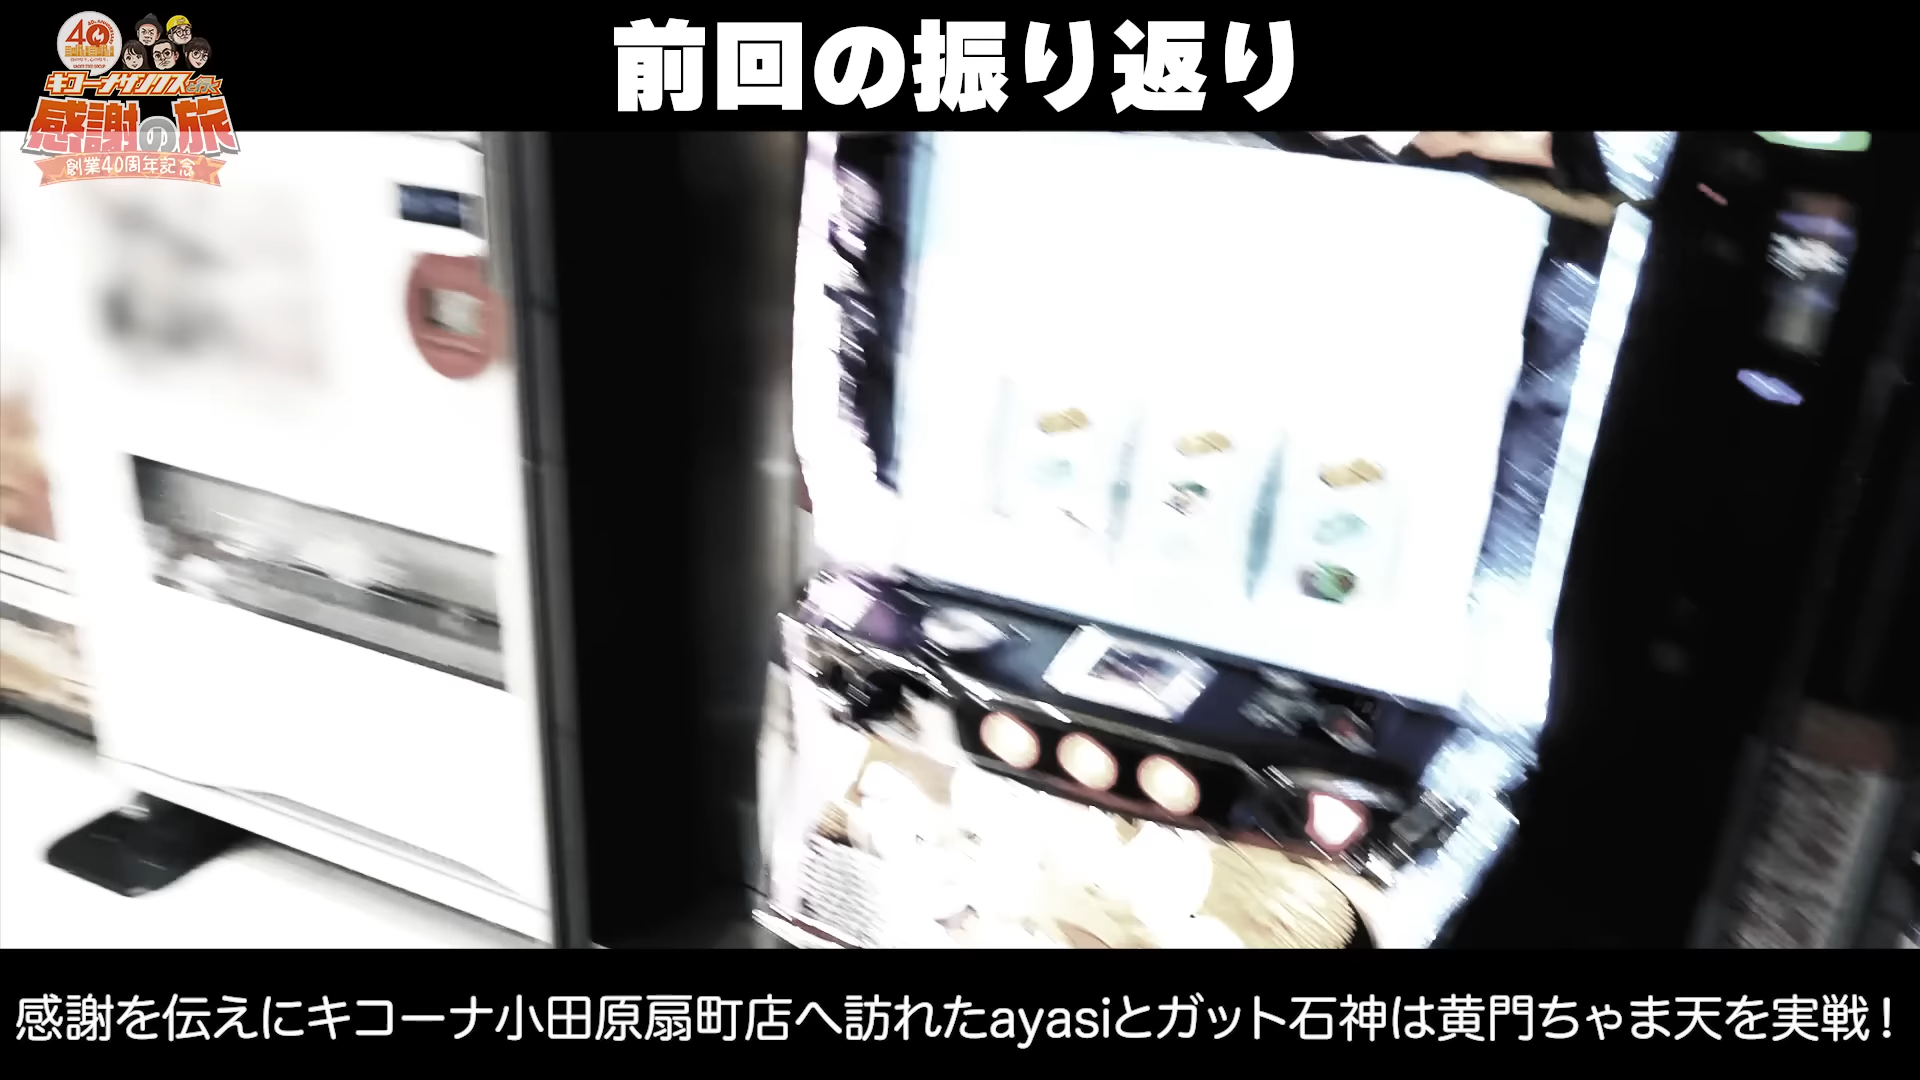 前回の振り返り
40
キコーナサンクスと行く
感謝の旅
創業40周年記念
感謝を伝えにキコーナ小田原扇町店へ訪れたayasiとガット石神は黄門ちゃま天を実戦!